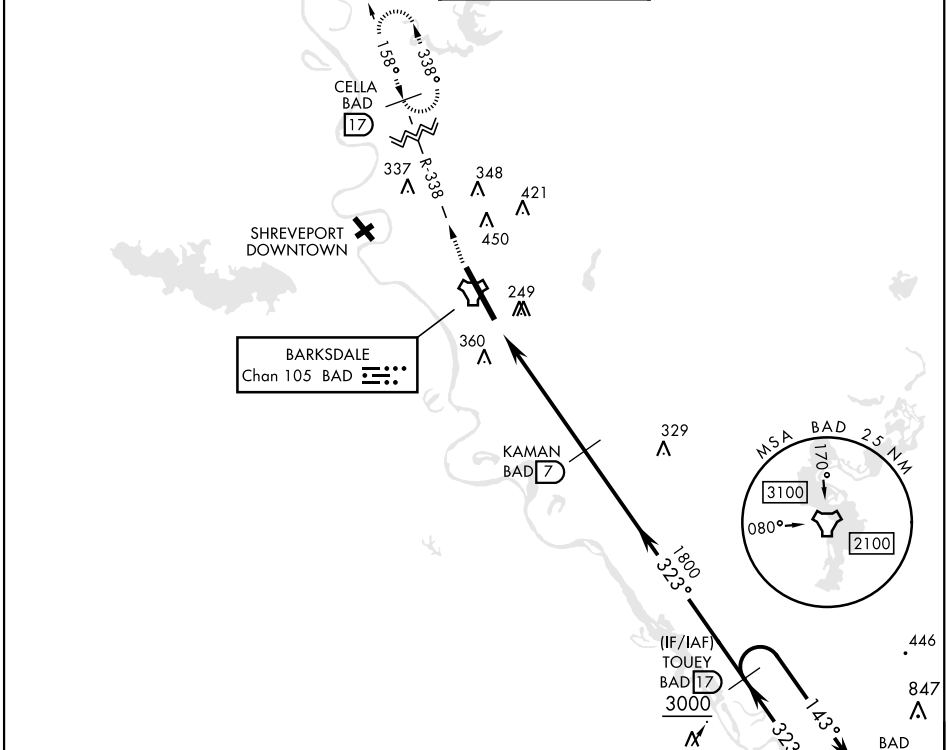 158°
338°
CELLA
BAD
17
R-338
337
348
421
450
SHREVEPORT
DOWNTOWN
249
360
BARKSDALE
Chan 105 BAD
329
KAMAN
BAD 7
MSA BAD 25 NM
170°
3100
080°
2100
1800
323°
(IF/IAF)
TOUEY
BAD 17
3000
446
847
143°
323
BAD